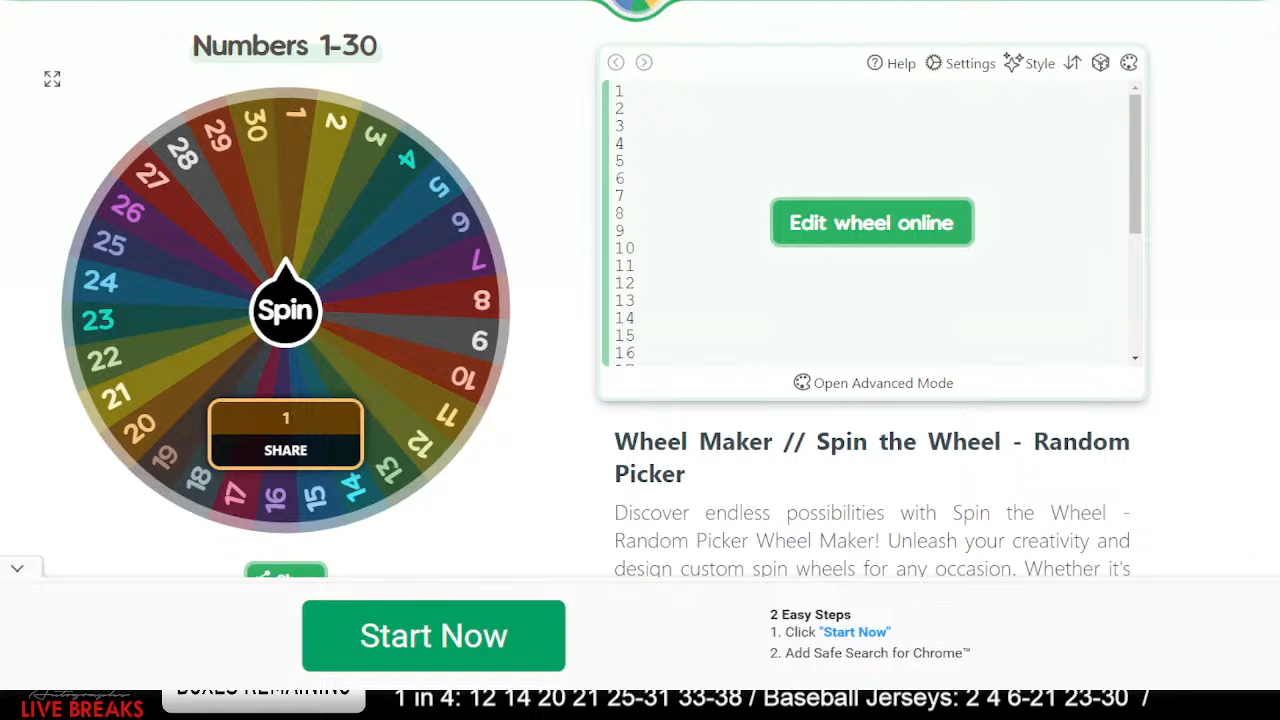 Numbers 1-30
1
2
3
4
5
6
7
8
9
10
11
12
13
14
15
16
17
18
19
20
21
22
23
24
25
26
27
28
29
30
Spin
1
SHARE
Help
Settings
Style
1
2
3
4
5
6
7
8
9
10
11
12
13
14
15
16
Edit wheel online
Open Advanced Mode
Wheel Maker // Spin the Wheel - Random
Picker
Discover endless possibilities with Spin the Wheel -
Random Picker Wheel Maker! Unleash your creativity and
design custom spin wheels for any occasion. Whether it's
Start Now
2 Easy Steps
1. Click "Start Now"
2. Add Safe Search for Chrome™
LIVE BREAKS
BOXES REMAINING
1 in 4: 12 14 20 21 25-31 33-38 / Baseball Jerseys: 2 4 6-21 23-30 /